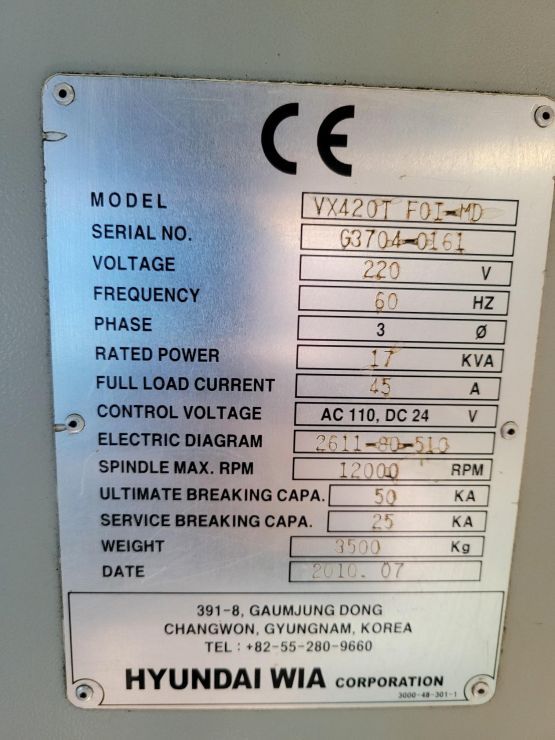 CE
MODEL VX420T F0I-MD
SERIAL NO. G3704-0161
VOLTAGE 220 V
FREQUENCY 60 HZ
PHASE 3 Ø
RATED POWER 17 KVA
FULL LOAD CURRENT 45 A
CONTROL VOLTAGE AC 110, DC 24 V
ELECTRIC DIAGRAM 2611-80-510
SPINDLE MAX. RPM 12000 RPM
ULTIMATE BREAKING CAPA. 50 KA
SERVICE BREAKING CAPA. 25 KA
WEIGHT 3500 Kg
DATE 2010. 07
391-8, GAUMJUNG DONG
CHANGWON, GYUNGNAM, KOREA
TEL : +82-55-280-9660
HYUNDAI WIA CORPORATION
3000-48-301-1